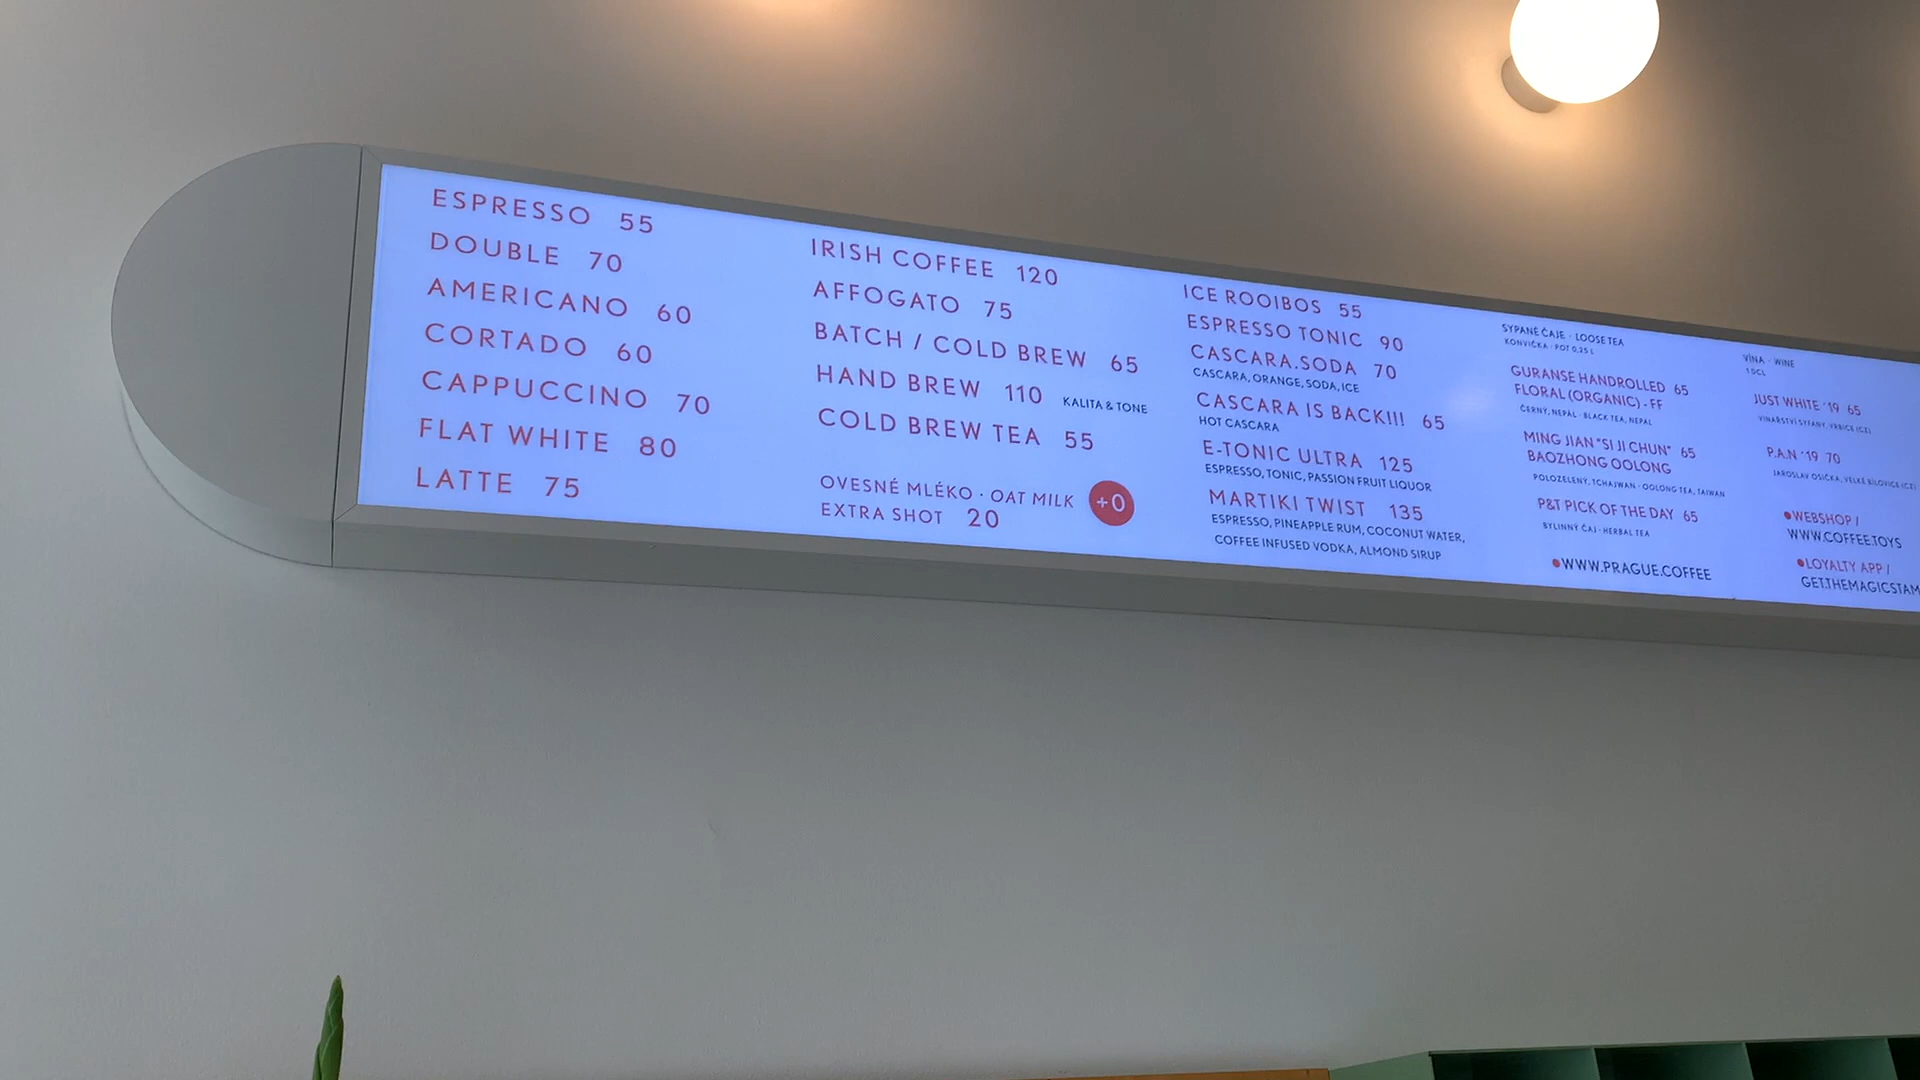 ESPRESSO 55
DOUBLE 70
AMERICANO 60
CORTADO 60
CAPPUCCINO 70
FLAT WHITE 80
LATTE 75
IRISH COFFEE 120
AFFOGATO 75
BATCH / COLD BREW 65
HAND BREW 110 KALITA & TONE
COLD BREW TEA 55
OVESNÉ MLÉKO · OAT MILK +0
EXTRA SHOT 20
ICE ROOIBOS 55
ESPRESSO TONIC 90
CASCARA.SODA 70
CASCARA, ORANGE, SODA, ICE
CASCARA IS BACK!!! 65
HOT CASCARA
E-TONIC ULTRA 125
ESPRESSO, TONIC, PASSION FRUIT LIQUOR
MARTIKI TWIST 135
ESPRESSO, PINEAPPLE RUM, COCONUT WATER,
COFFEE INFUSED VODKA, ALMOND SIRUP
SYPANÉ ČAJE · LOOSE TEA
KONVIČKA · POT 0,25 L
GURANSE HANDROLLED 65
FLORAL (ORGANIC) - FF
ČERNÝ, NEPÁL · BLACK TEA, NEPAL
MING JIAN "SI JI CHUN" 65
BAOZHONG OOLONG
POLOZELENÝ, TCHAJWAN · OOLONG TEA, TAIWAN
P&T PICK OF THE DAY 65
BYLINNÝ ČAJ · HERBAL TEA
WWW.PRAGUE.COFFEE
VÍNA · WINE
1 DCL
JUST WHITE '19 65
VINAŘSTVÍ SYFANY, VRBICE (CZ)
P.A.N '19 70
JAROSLAV OSIČKA, VELKÉ BÍLOVICE (CZ)
WEBSHOP /
WWW.COFFEE.TOYS
LOYALTY APP /
GET.THEMAGICSTAM